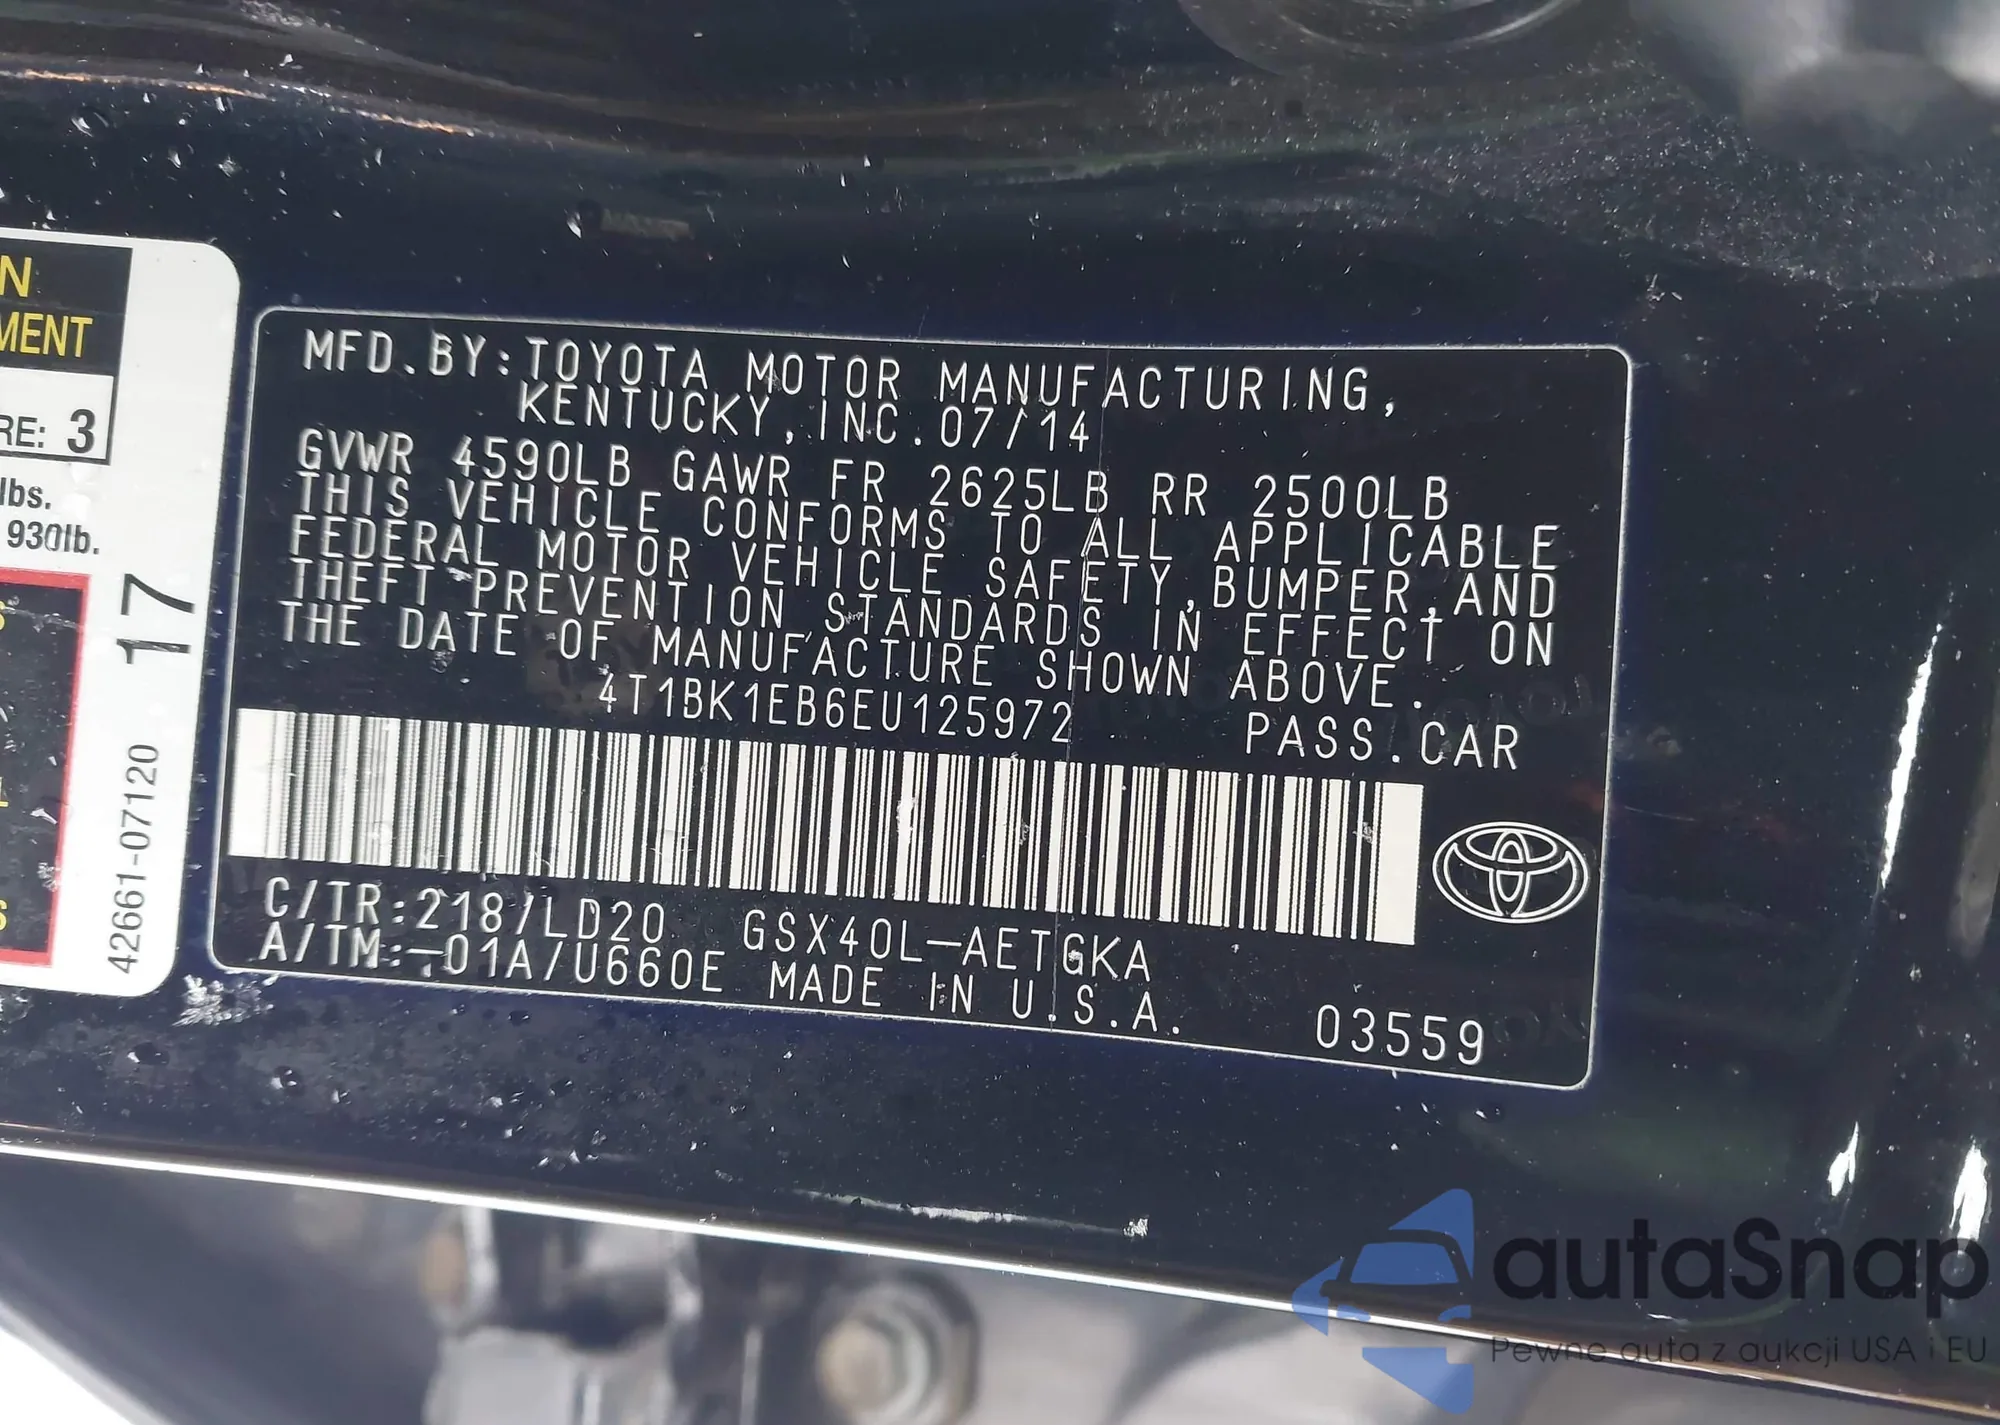 N
MENT
RE: 3
lbs.
930lb.
17
42661-07120
MFD.BY:TOYOTA MOTOR MANUFACTURING,
KENTUCKY,INC.07/14
GVWR 4590LB GAWR FR 2625LB RR 2500LB
THIS VEHICLE CONFORMS TO ALL APPLICABLE
FEDERAL MOTOR VEHICLE SAFETY,BUMPER,AND
THEFT PREVENTION STANDARDS IN EFFECT ON
THE DATE OF MANUFACTURE SHOWN ABOVE.
4T1BK1EB6EU125972 PASS.CAR
C/TR:218/LD20 GSX40L-AETGKA
A/TM:-01A/U660E MADE IN U.S.A.
03559
autaSnap
Pewne auta z aukcji USA i EU